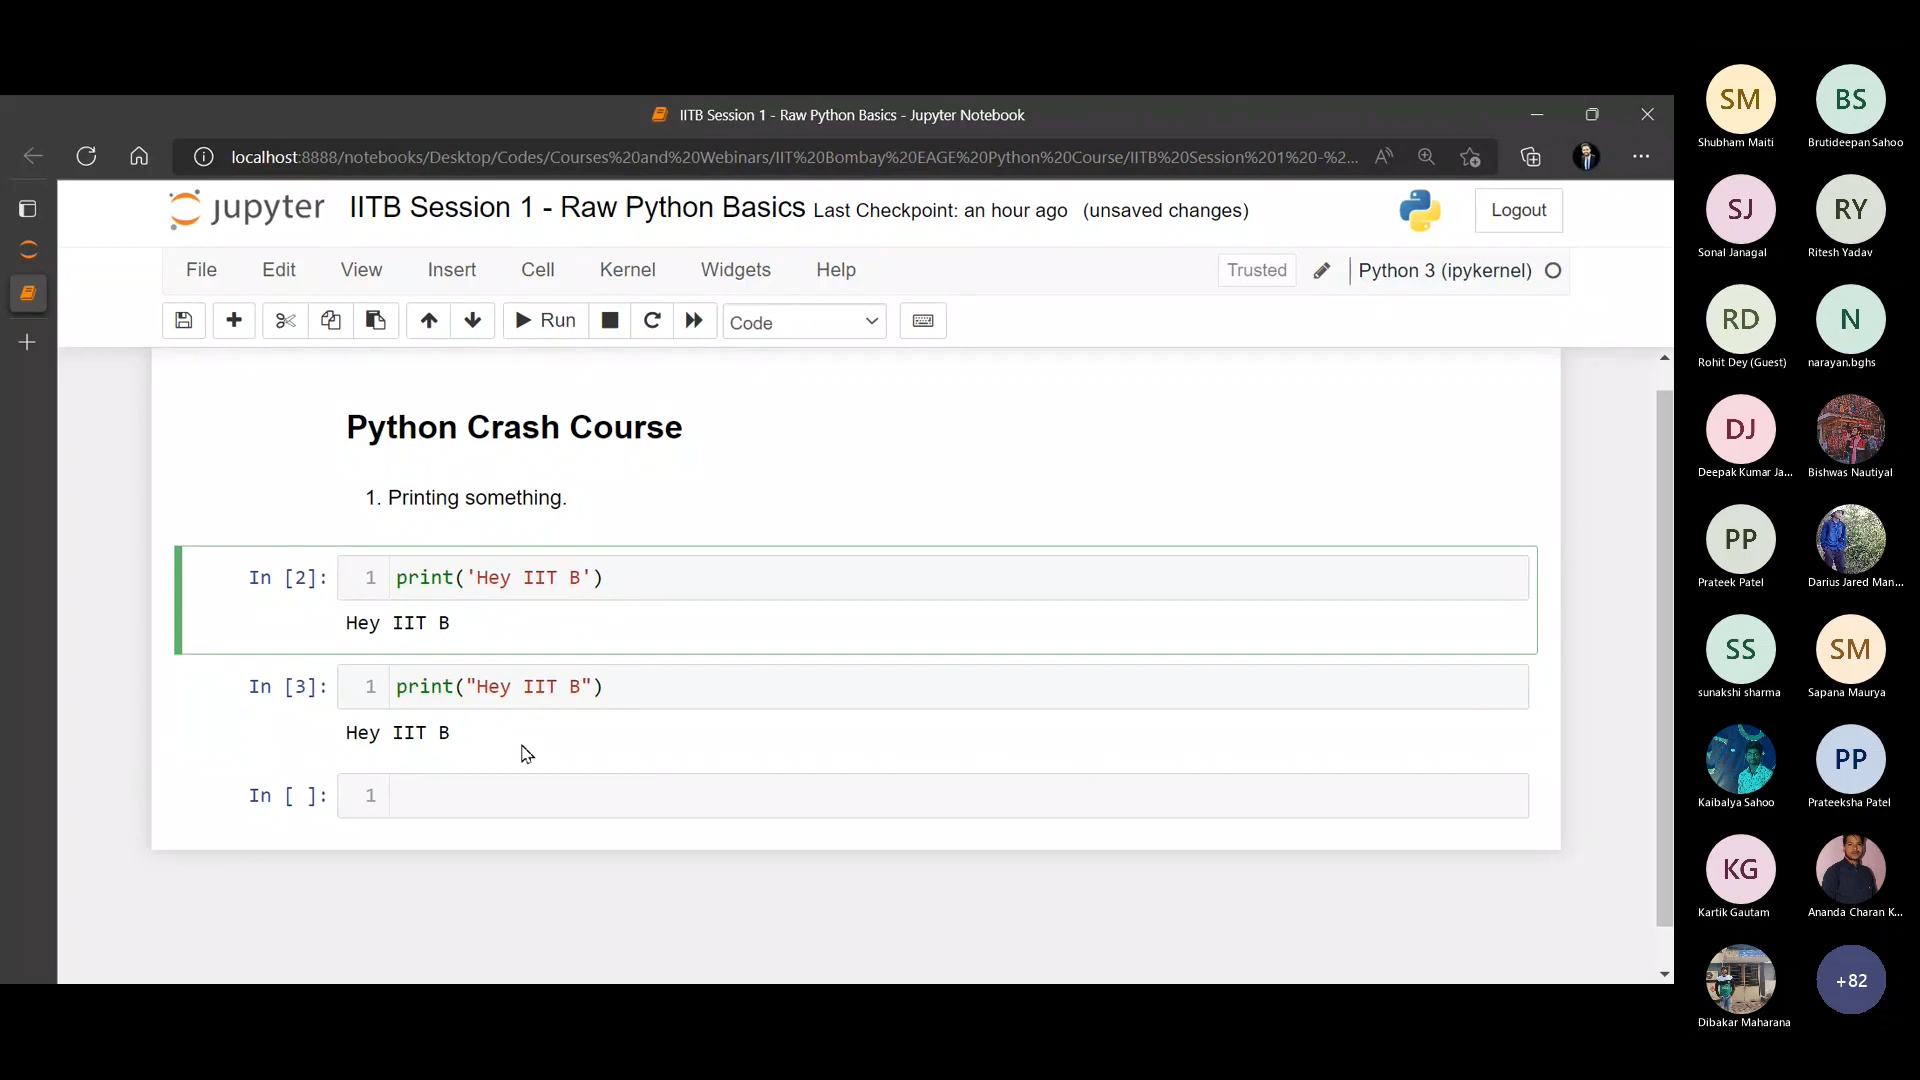 IITB Session 1 - Raw Python Basics - Jupyter Notebook
localhost:8888/notebooks/Desktop/Codes/Courses%20and%20Webinars/IIT%20Bombay%20EAGE%20Python%20Course/IITB%20Session%201%20-%2...
jupyter IITB Session 1 - Raw Python Basics Last Checkpoint: an hour ago (unsaved changes)
Logout
File Edit View Insert Cell Kernel Widgets Help
Trusted Python 3 (ipykernel)
Run Code
Python Crash Course
1. Printing something.
In [2]: 1 print('Hey IIT B')
Hey IIT B
In [3]: 1 print("Hey IIT B")
Hey IIT B
In [ ]: 1
SM BS
Shubham Maiti Brutideepan Sahoo
SJ RY
Sonal Janagal Ritesh Yadav
RD N
Rohit Dey (Guest) narayan.bghs
DJ
Deepak Kumar Ja... Bishwas Nautiyal
PP
Prateek Patel Darius Jared Man...
SS SM
sunakshi sharma Sapana Maurya
PP
Kaibalya Sahoo Prateeksha Patel
KG
Kartik Gautam Ananda Charan K...
+82
Dibakar Maharana